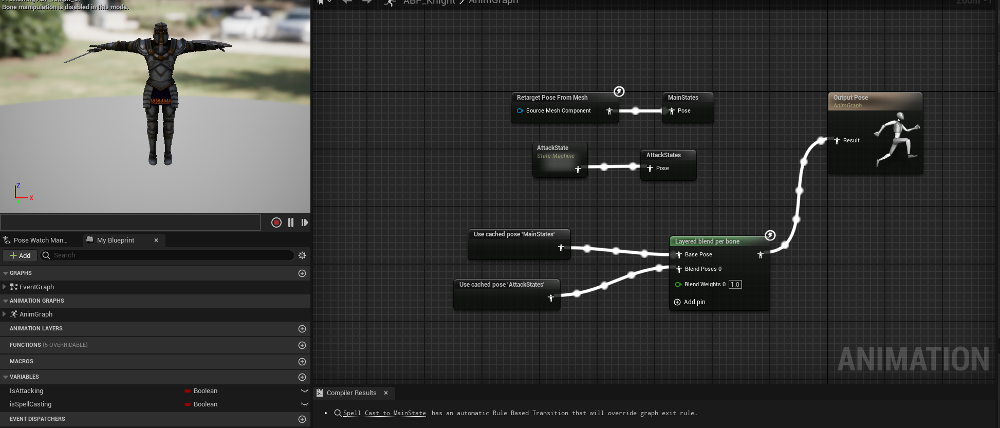 Bone manipulation is disabled in this mode.
ABP_Knight > AnimGraph
Zoom -1
Retarget Pose From Mesh
Source Mesh Component
MainStates
Pose
Output Pose
AnimGraph
Result
AttackState
State Machine
AttackStates
Pose
Z
X
Y
Use cached pose 'MainStates'
Use cached pose 'AttackStates'
Layered blend per bone
Base Pose
Blend Poses 0
Blend Weights 0 1.0
Add pin
ANIMATION
Pose Watch Man...
My Blueprint
Add
Search
GRAPHS
EventGraph
ANIMATION GRAPHS
AnimGraph
ANIMATION LAYERS
FUNCTIONS (5 OVERRIDABLE)
MACROS
VARIABLES
IsAttacking Boolean
isSpellCasting Boolean
EVENT DISPATCHERS
Compiler Results
Spell Cast to MainState has an automatic Rule Based Transition that will override graph exit rule.